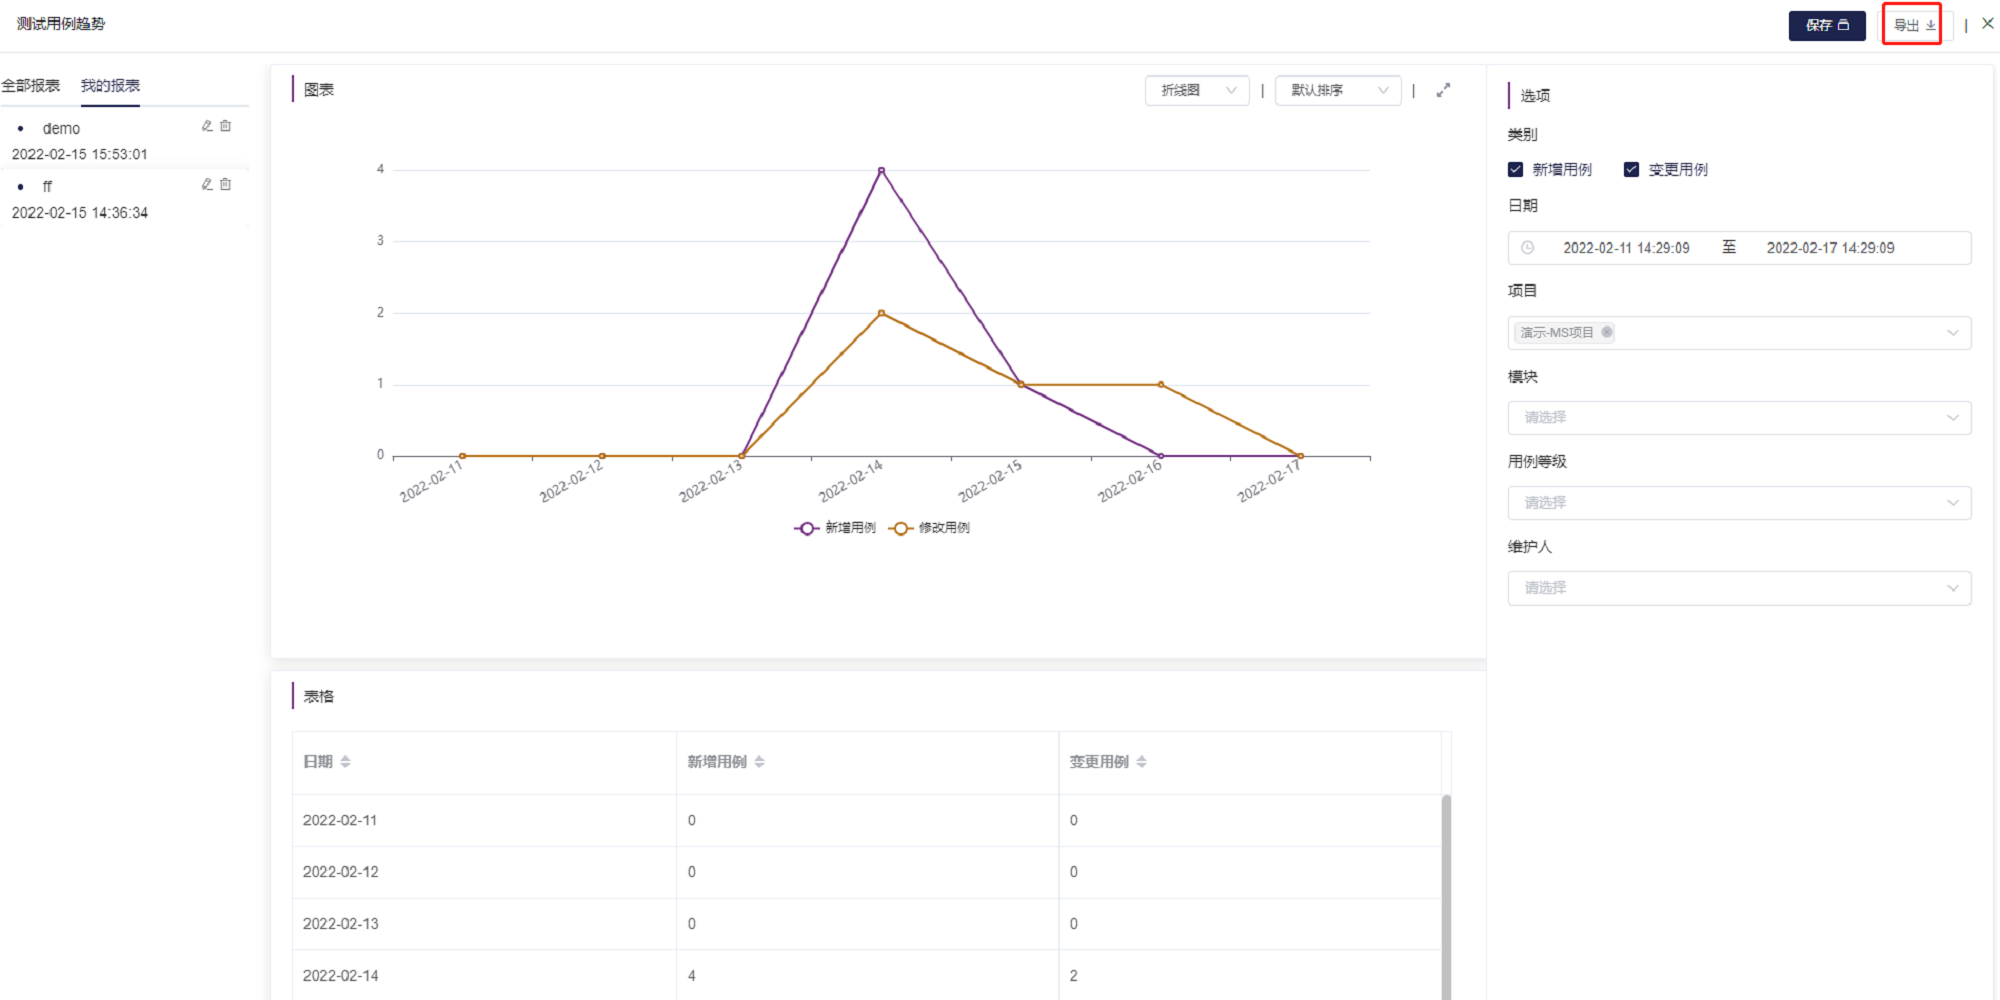 测试用例趋势
保存
导出
全部报表 我的报表
demo
2022-02-15 15:53:01
ff
2022-02-15 14:36:34
图表
折线图 | 默认排序 |
4
3
2
1
0
2022-02-11 2022-02-12 2022-02-13 2022-02-14 2022-02-15 2022-02-16 2022-02-17
新增用例 修改用例
表格
日期 新增用例 变更用例
2022-02-11 0 0
2022-02-12 0 0
2022-02-13 0 0
2022-02-14 4 2
选项
类别
新增用例 变更用例
日期
2022-02-11 14:29:09 至 2022-02-17 14:29:09
项目
演示-MS项目
模块
请选择
用例等级
请选择
维护人
请选择